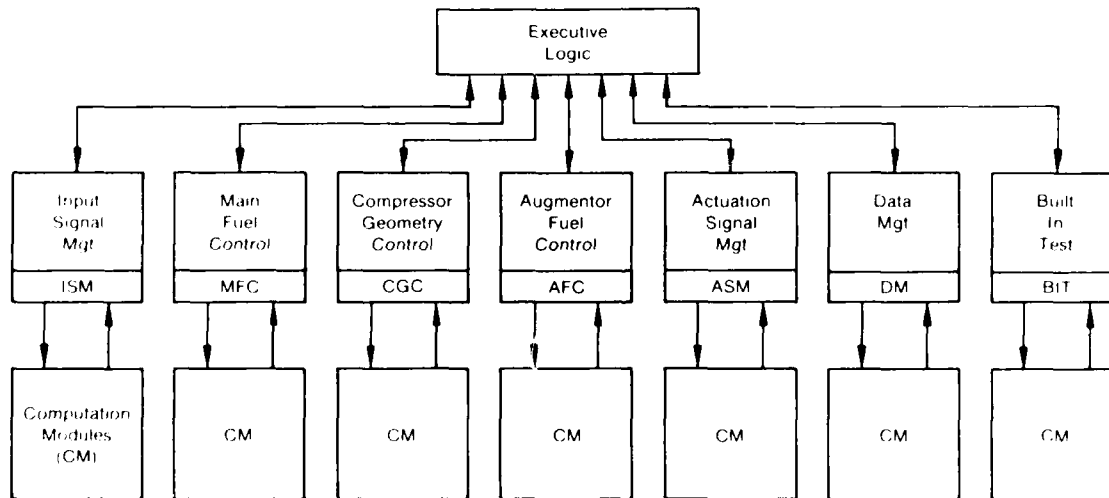 Executive
Logic
Input
Signal
Mgt
ISM
Main
Fuel
Control
MFC
Compressor
Geometry
Control
CGC
Augmentor
Fuel
Control
AFC
Actuation
Signal
Mgt
ASM
Data
Mgt
DM
Built
In
Test
BIT
Computation
Modules
(CM)
CM
CM
CM
CM
CM
CM